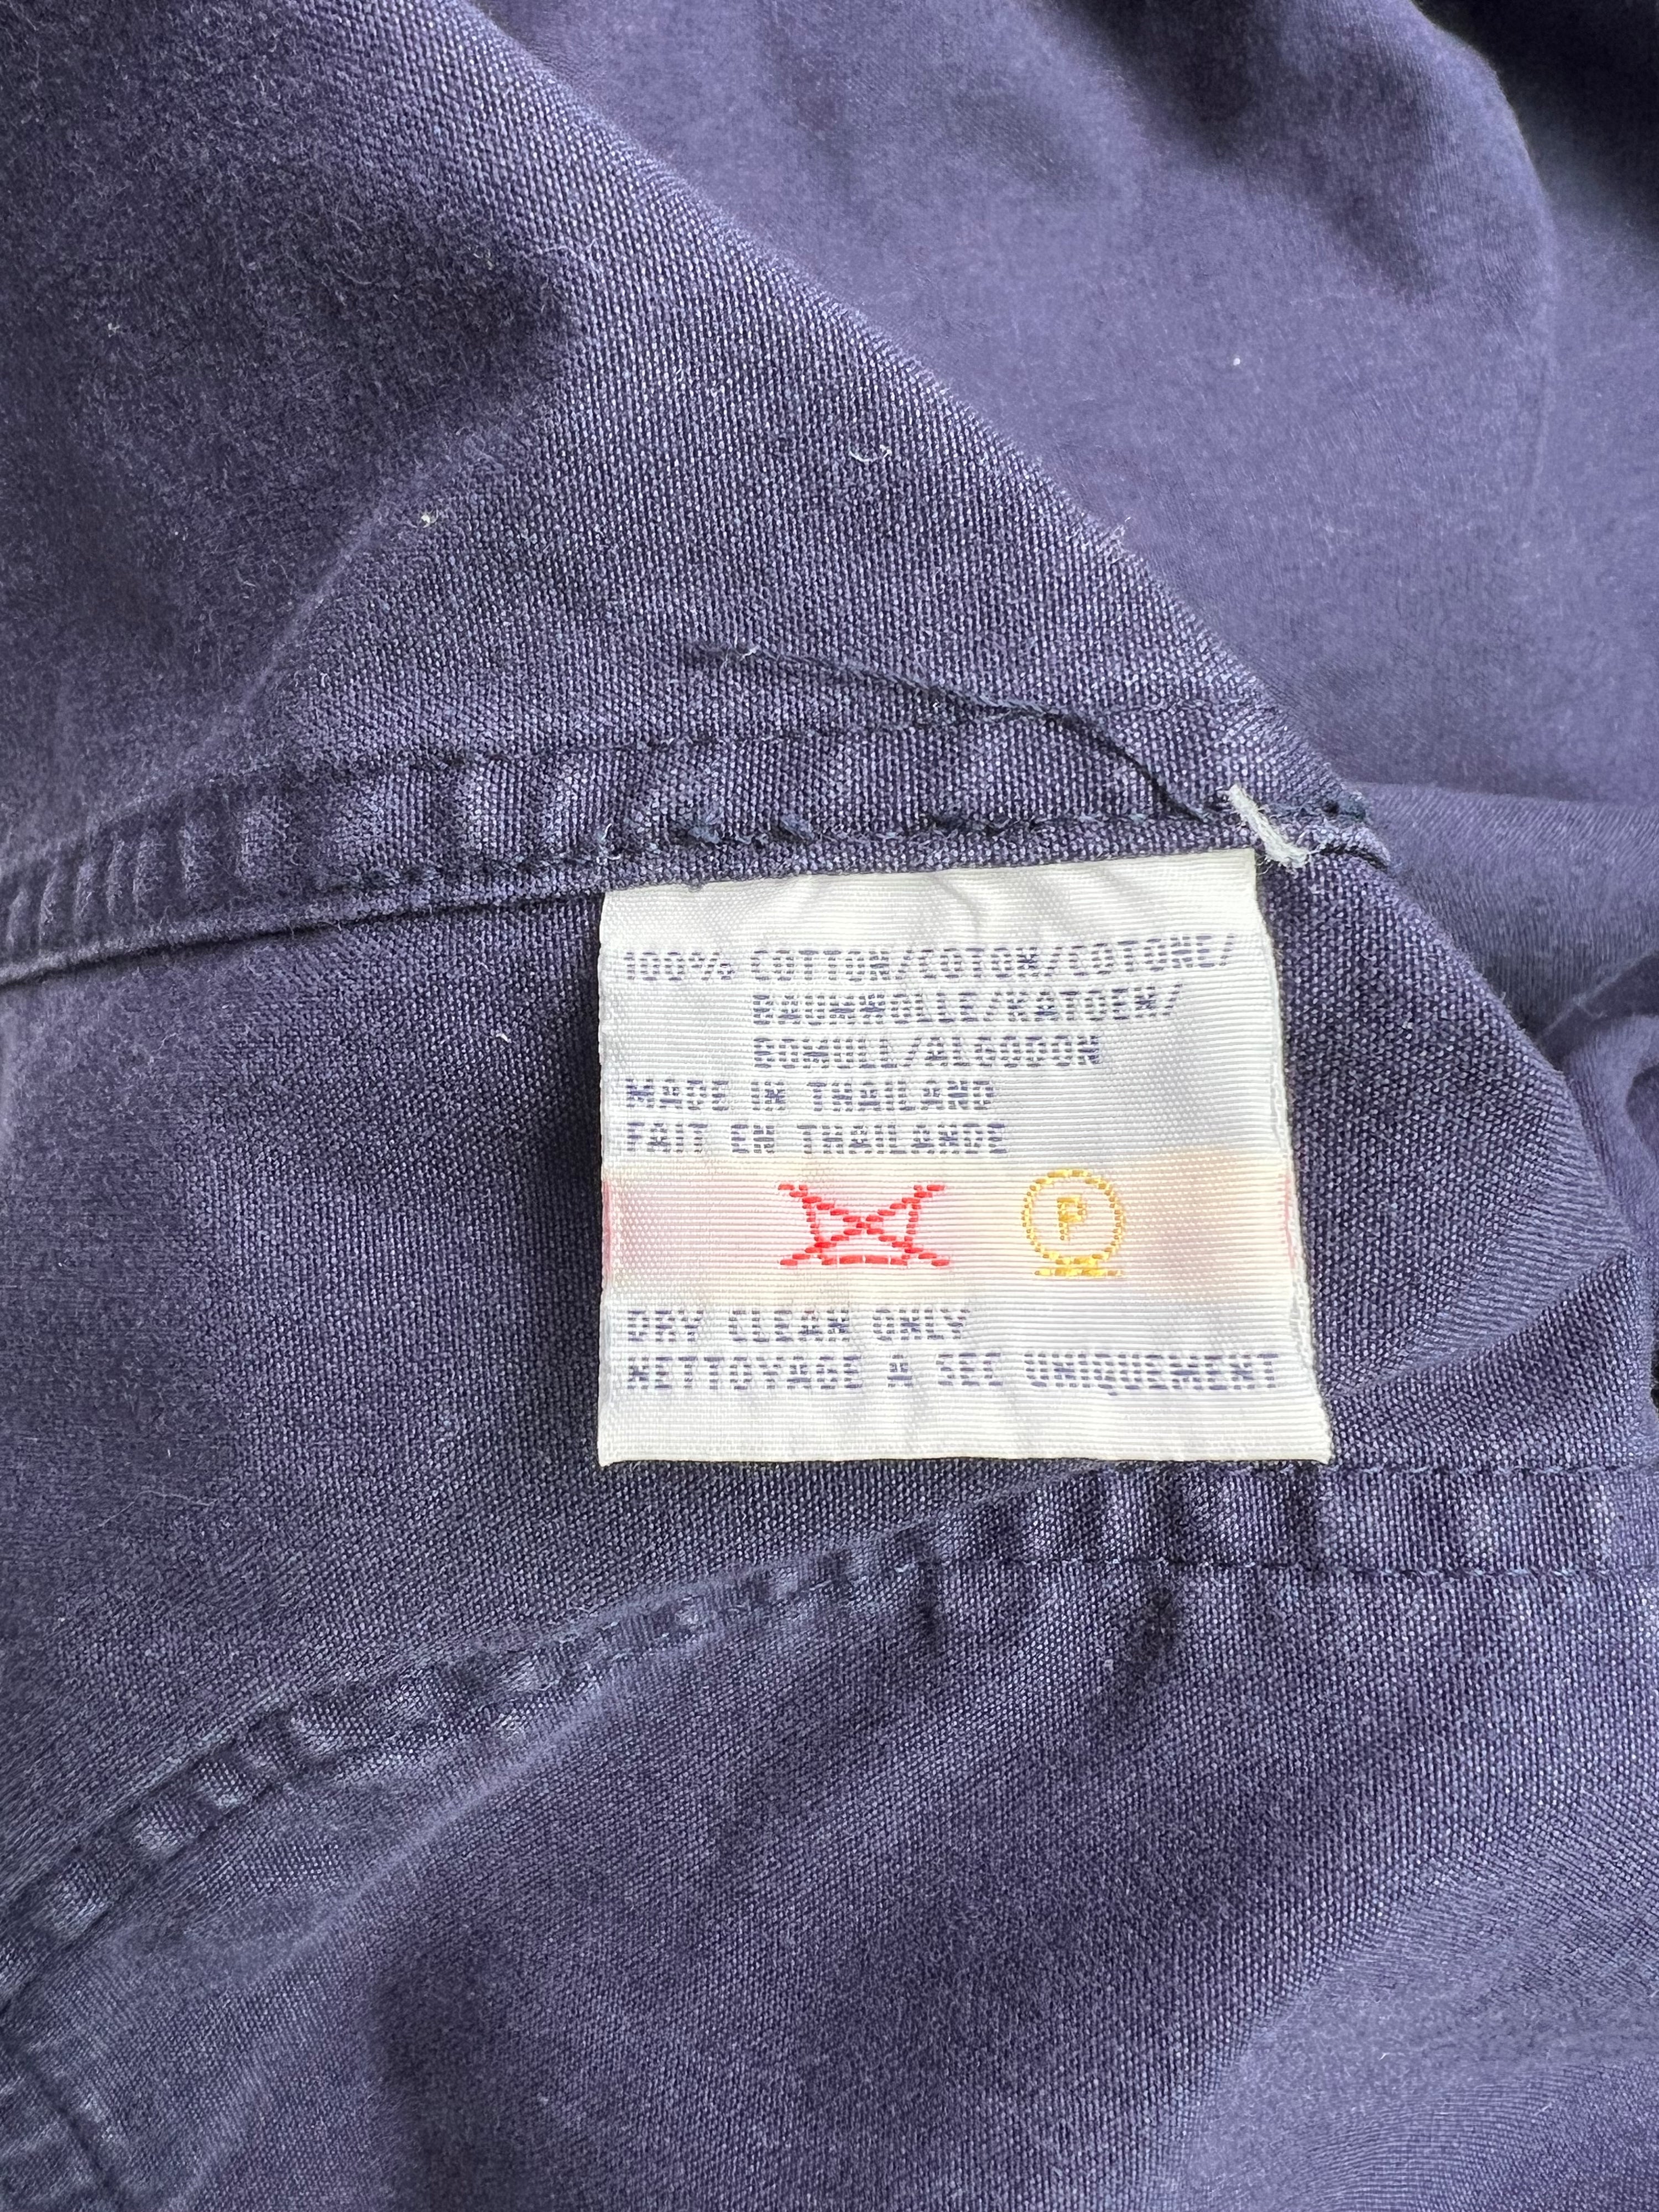 100% COTTON/COTON/COTONE/
BAUMWOLLE/KATOEN/
BOMULL/ALGODON
MADE IN THAILAND
FAIT EN THAILANDE
P
DRY CLEAN ONLY
NETTOYAGE A SEC UNIQUEMENT